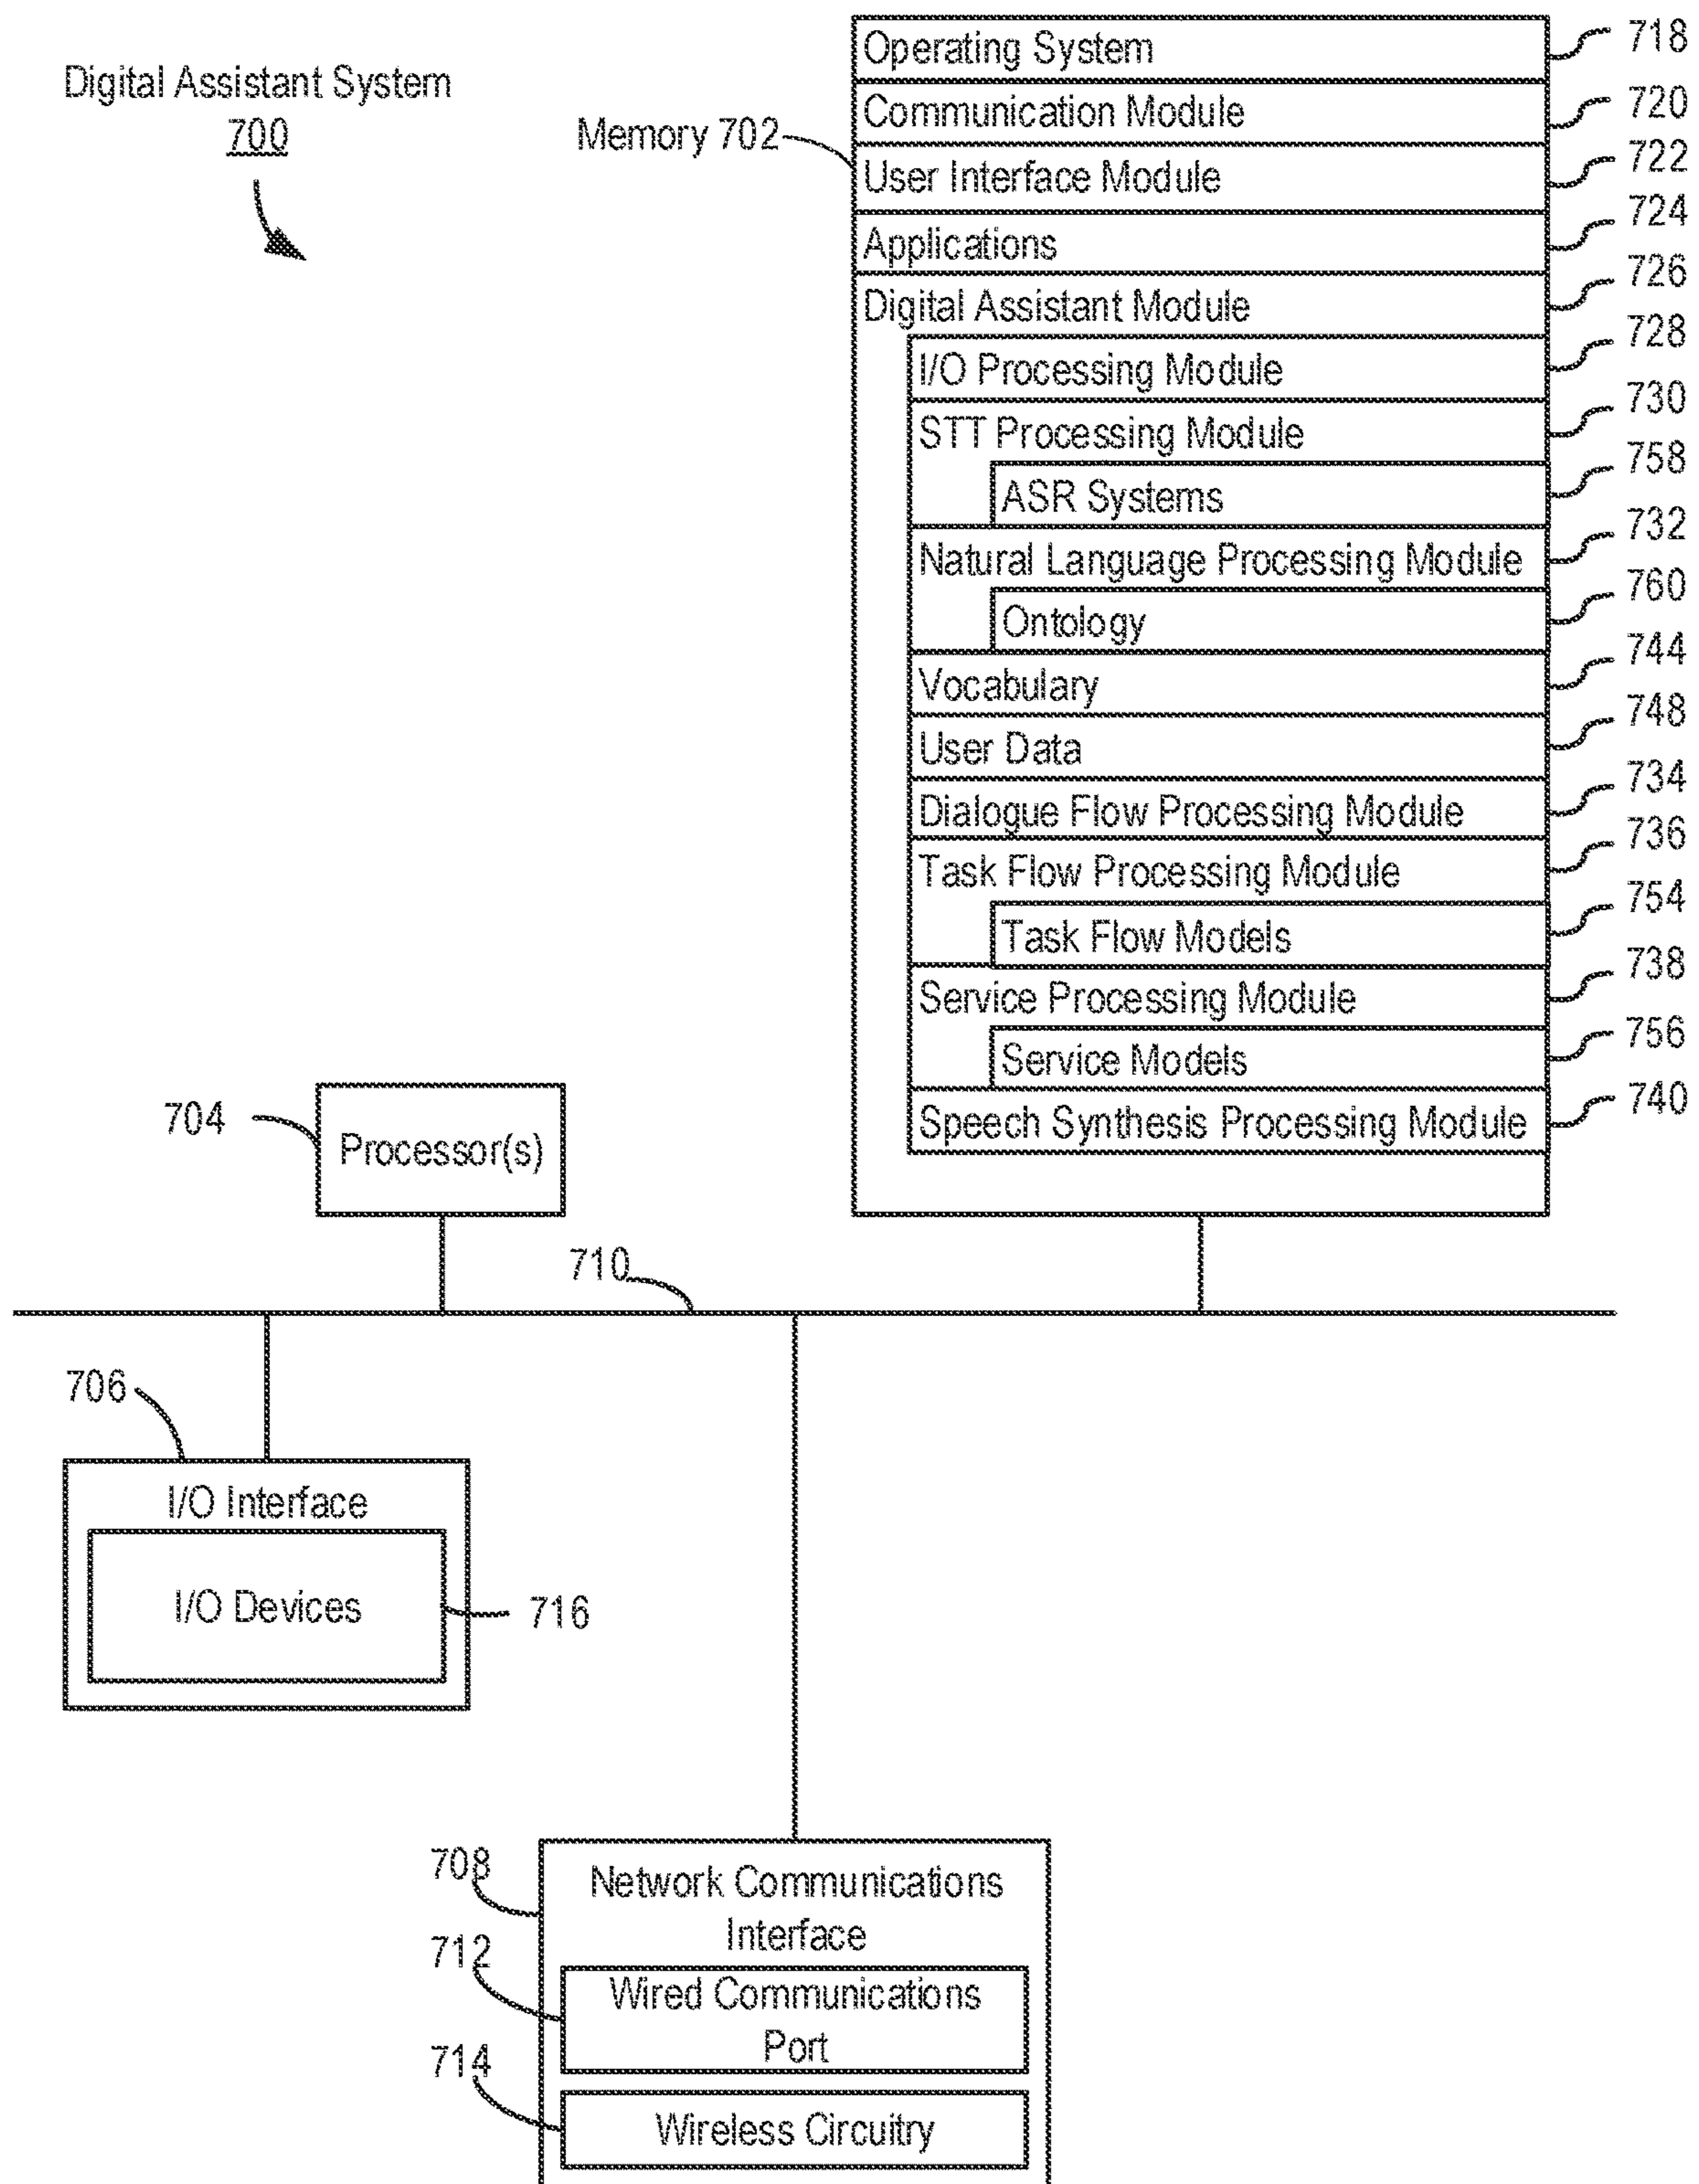 Digital Assistant System
700
Memory 702
Operating System 718
Communication Module 720
User Interface Module 722
Applications 724
Digital Assistant Module 726
I/O Processing Module 728
STT Processing Module 730
ASR Systems 758
Natural Language Processing Module 732
Ontology 760
Vocabulary 744
User Data 748
Dialogue Flow Processing Module 734
Task Flow Processing Module 736
Task Flow Models 754
Service Processing Module 738
Service Models 756
Speech Synthesis Processing Module 740
704
Processor(s)
710
706
I/O Interface
I/O Devices
716
708
Network Communications
Interface
712
Wired Communications
Port
714
Wireless Circuitry